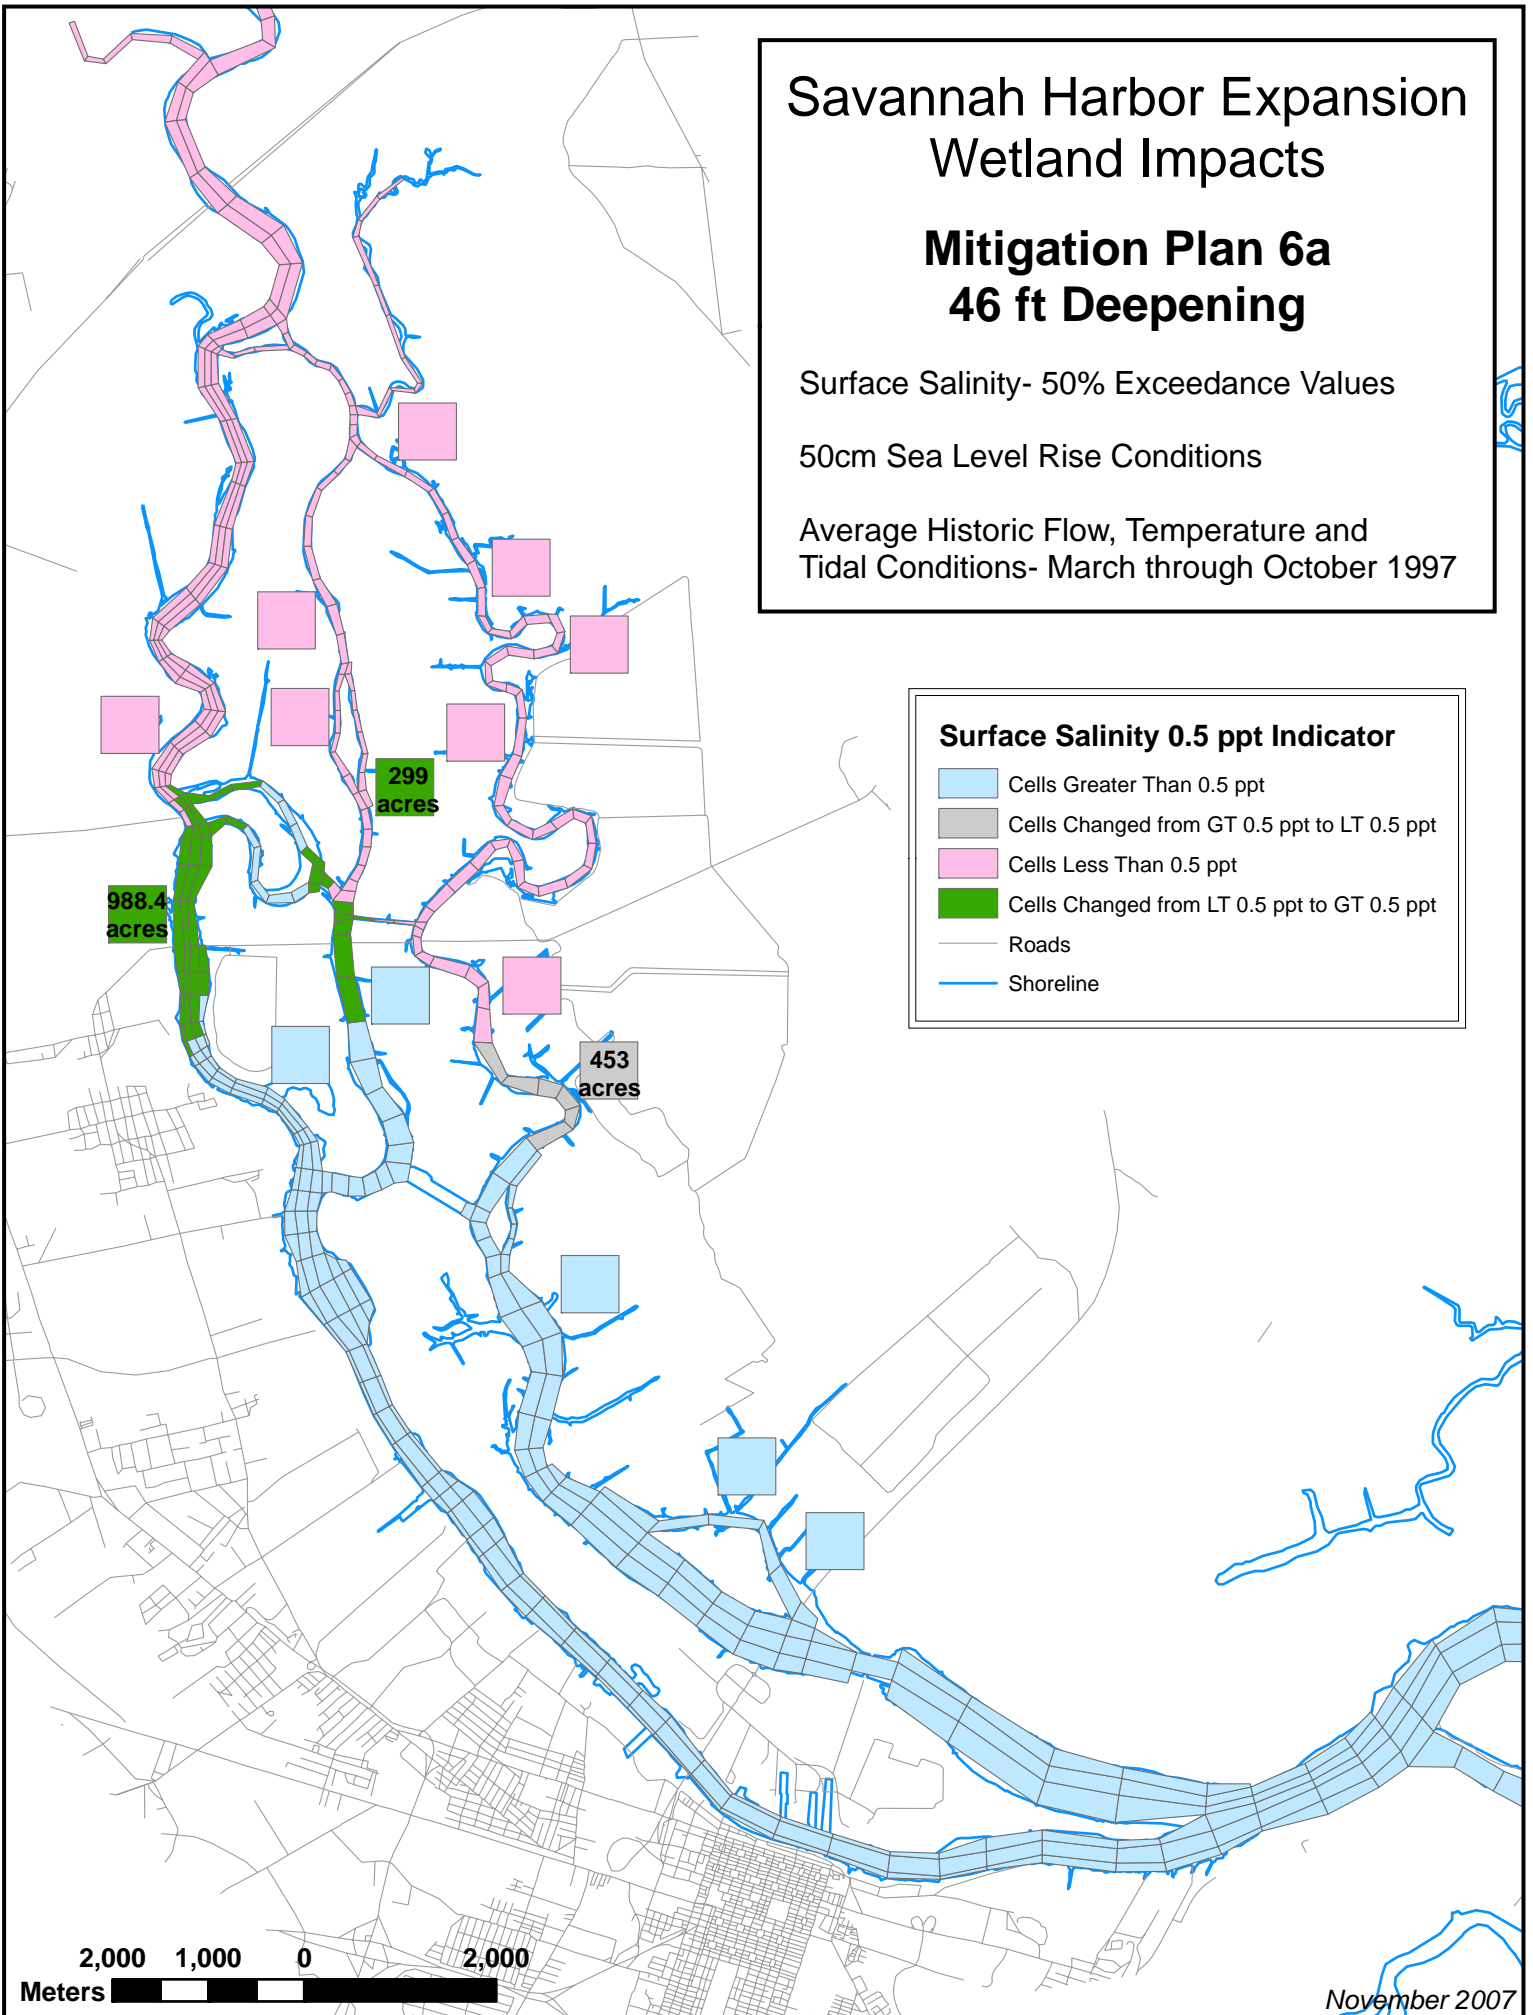 Savannah Harbor Expansion
Wetland Impacts
Mitigation Plan 6a
46 ft Deepening
Surface Salinity- 50% Exceedance Values
50cm Sea Level Rise Conditions
Average Historic Flow, Temperature and
Tidal Conditions- March through October 1997
Surface Salinity 0.5 ppt Indicator
Cells Greater Than 0.5 ppt
Cells Changed from GT 0.5 ppt to LT 0.5 ppt
Cells Less Than 0.5 ppt
Cells Changed from LT 0.5 ppt to GT 0.5 ppt
Roads
Shoreline
299
acres
988.4
acres
453
acres
2,000 1,000 0 2,000
Meters
November 2007